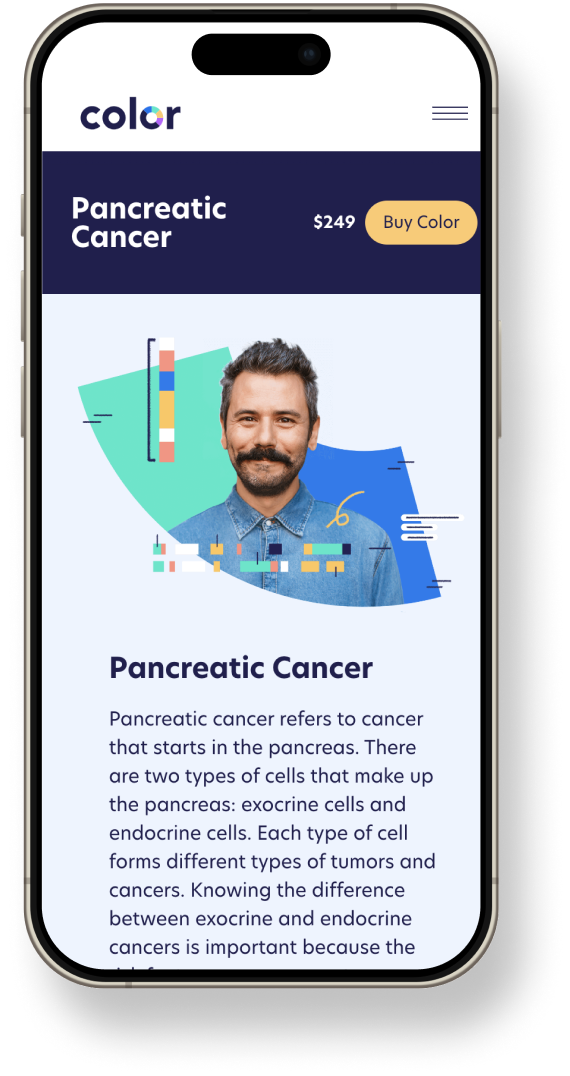 color
Pancreatic
Cancer
$249
Buy Color
Pancreatic Cancer
Pancreatic cancer refers to cancer
that starts in the pancreas. There
are two types of cells that make up
the pancreas: exocrine cells and
endocrine cells. Each type of cell
forms different types of tumors and
cancers. Knowing the difference
between exocrine and endocrine
cancers is important because the